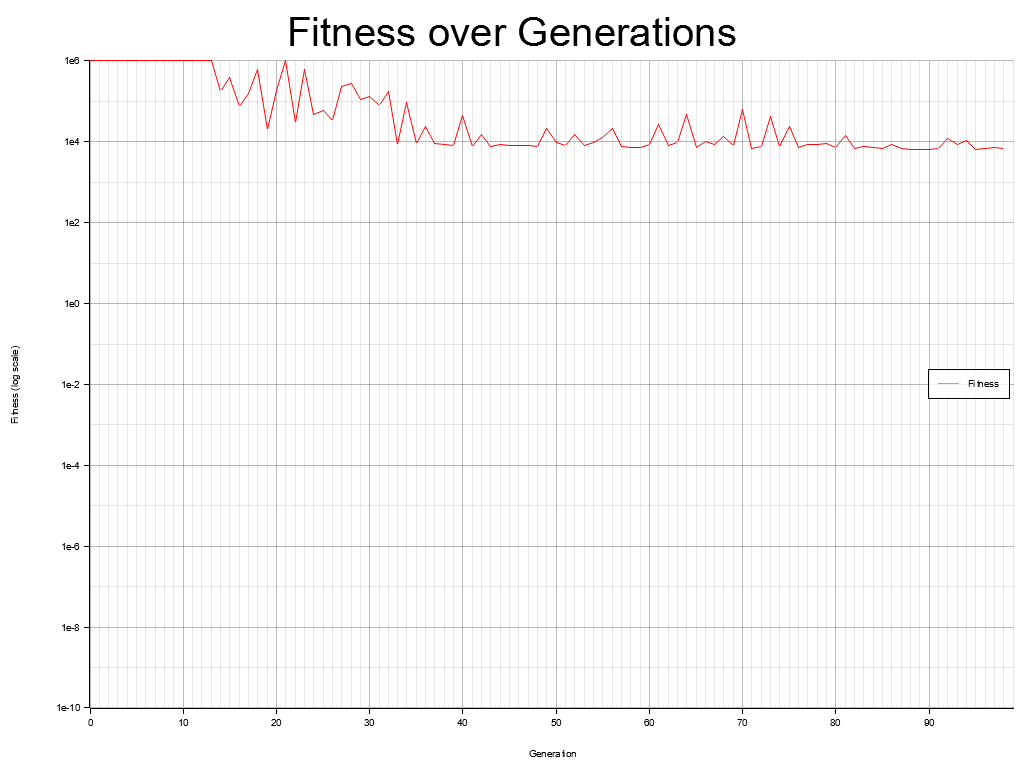 Fitness over Generations
1e6
1e4
1e2
1e0
1e-2
1e-4
1e-6
1e-8
1e-10
Fitness (log scale)
Fitness
0 10 20 30 40 50 60 70 80 90
Generation